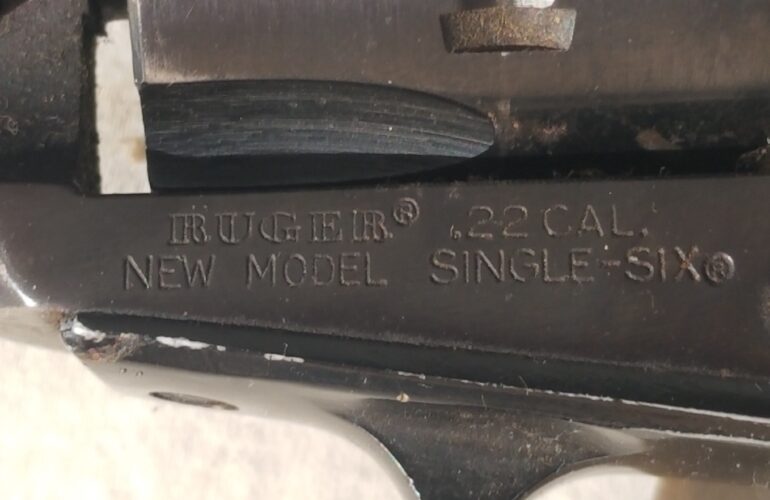 RUGER® .22 CAL.
NEW MODEL SINGLE-SIX®